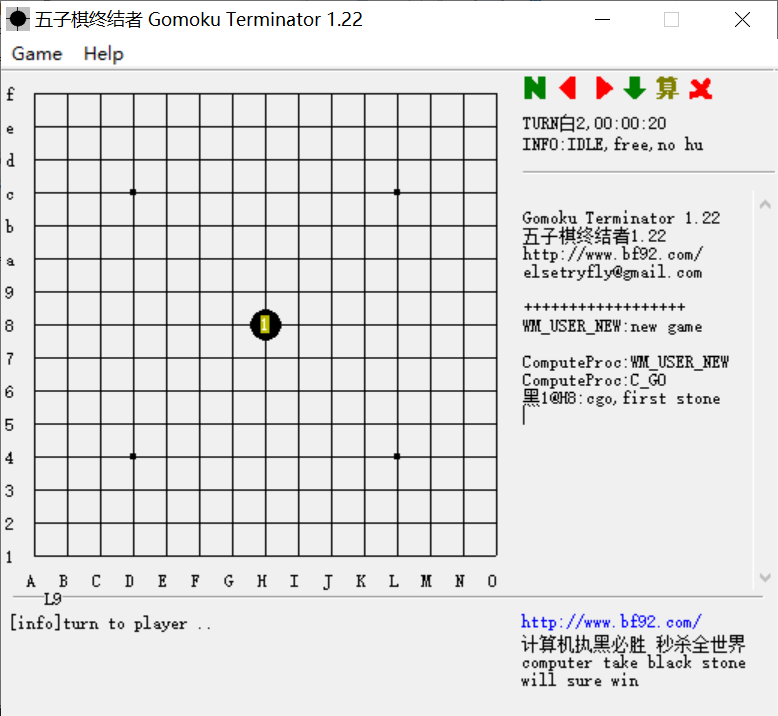 五子棋终结者 Gomoku Terminator 1.22
Game Help
N 算
TURN白2,00:00:20
INFO:IDLE,free,no hu
f
e
d
c
b
a
9
8
7
6
5
4
3
2
1
1
A B C D E F G H I J K L M N O
L9
Gomoku Terminator 1.22
五子棋终结者1.22
http://www.bf92.com/
elsetryfly@gmail.com
++++++++++++++++++
WM_USER_NEW:new game
ComputeProc:WM_USER_NEW
ComputeProc:C_GO
黑1@H8:cgo,first stone
[info]turn to player ..
http://www.bf92.com/
计算机执黑必胜 秒杀全世界
computer take black stone
will sure win